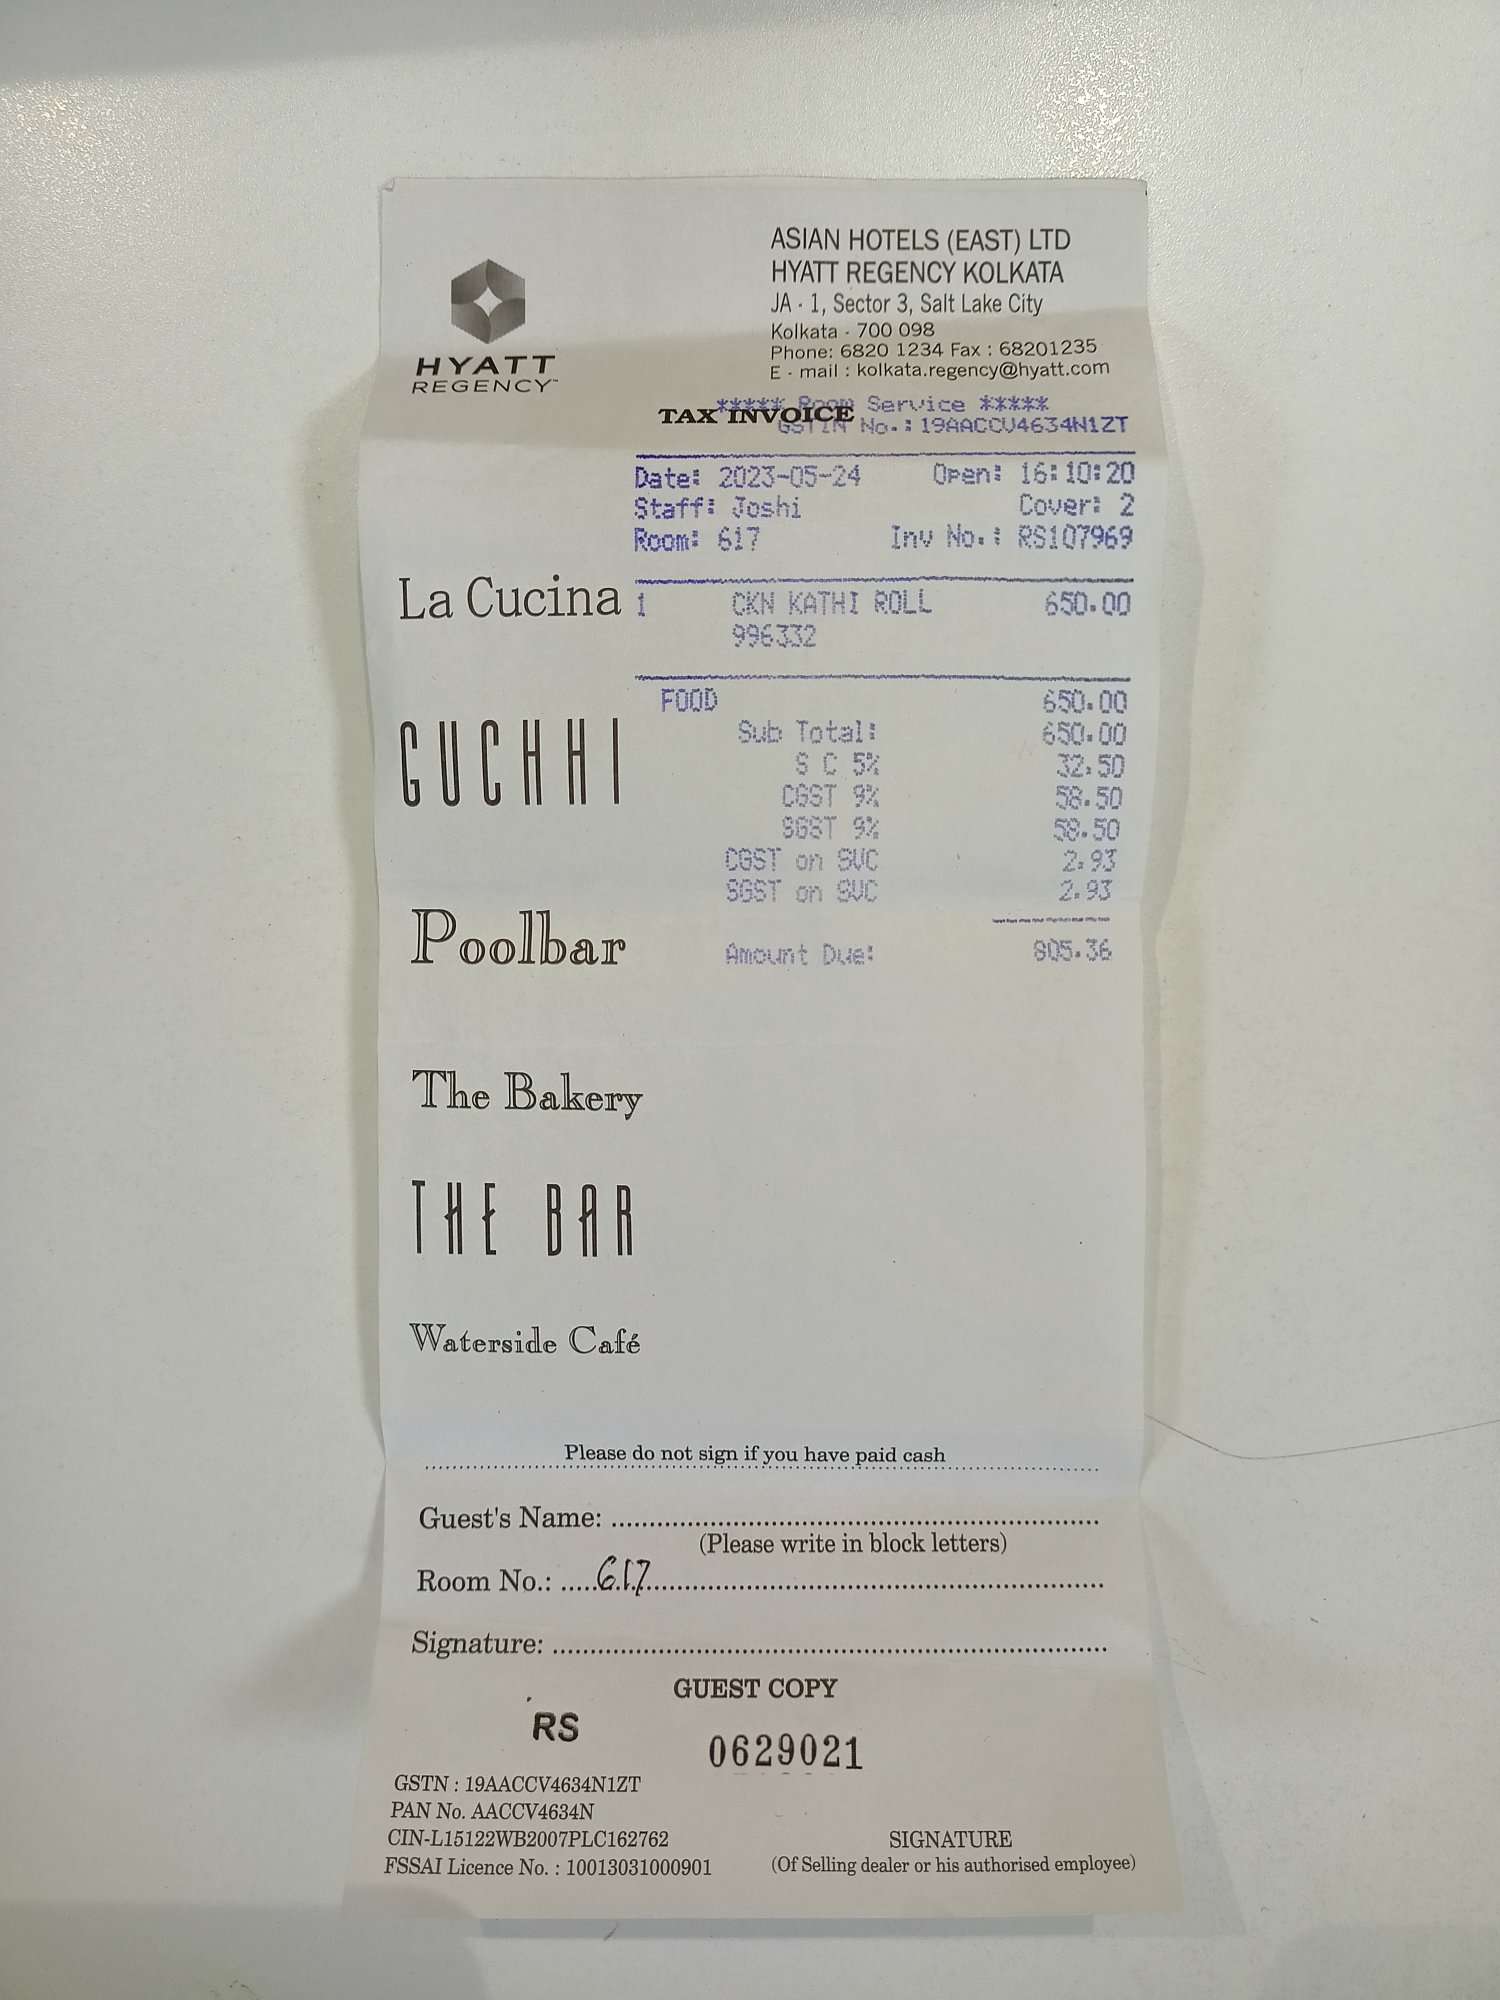 HYATT
REGENCY™
ASIAN HOTELS (EAST) LTD
HYATT REGENCY KOLKATA
JA - 1, Sector 3, Salt Lake City
Kolkata - 700 098
Phone: 6820 1234 Fax : 68201235
E - mail : kolkata.regency@hyatt.com
***** Room Service *****
TAX INVOICE
GSTIN No.: 19AACCV4634N1ZT
Date: 2023-05-24 Open: 16:10:20
Staff: Joshi Cover: 2
Room: 617 Inv No.: RS107969
La Cucina
1 CKN KATHI ROLL 650.00
996332
FOOD 650.00
GUCHHI
Sub Total: 650.00
S C 5% 32.50
CGST 9% 58.50
SGST 9% 58.50
CGST on SVC 2.93
SGST on SVC 2.93
Poolbar
Amount Due: 805.36
The Bakery
THE BAR
Waterside Café
Please do not sign if you have paid cash
Guest's Name:
(Please write in block letters)
Room No.: 617
Signature:
GUEST COPY
RS
0629021
GSTN : 19AACCV4634N1ZT
PAN No. AACCV4634N
CIN-L15122WB2007PLC162762
SIGNATURE
FSSAI Licence No. : 10013031000901
(Of Selling dealer or his authorised employee)